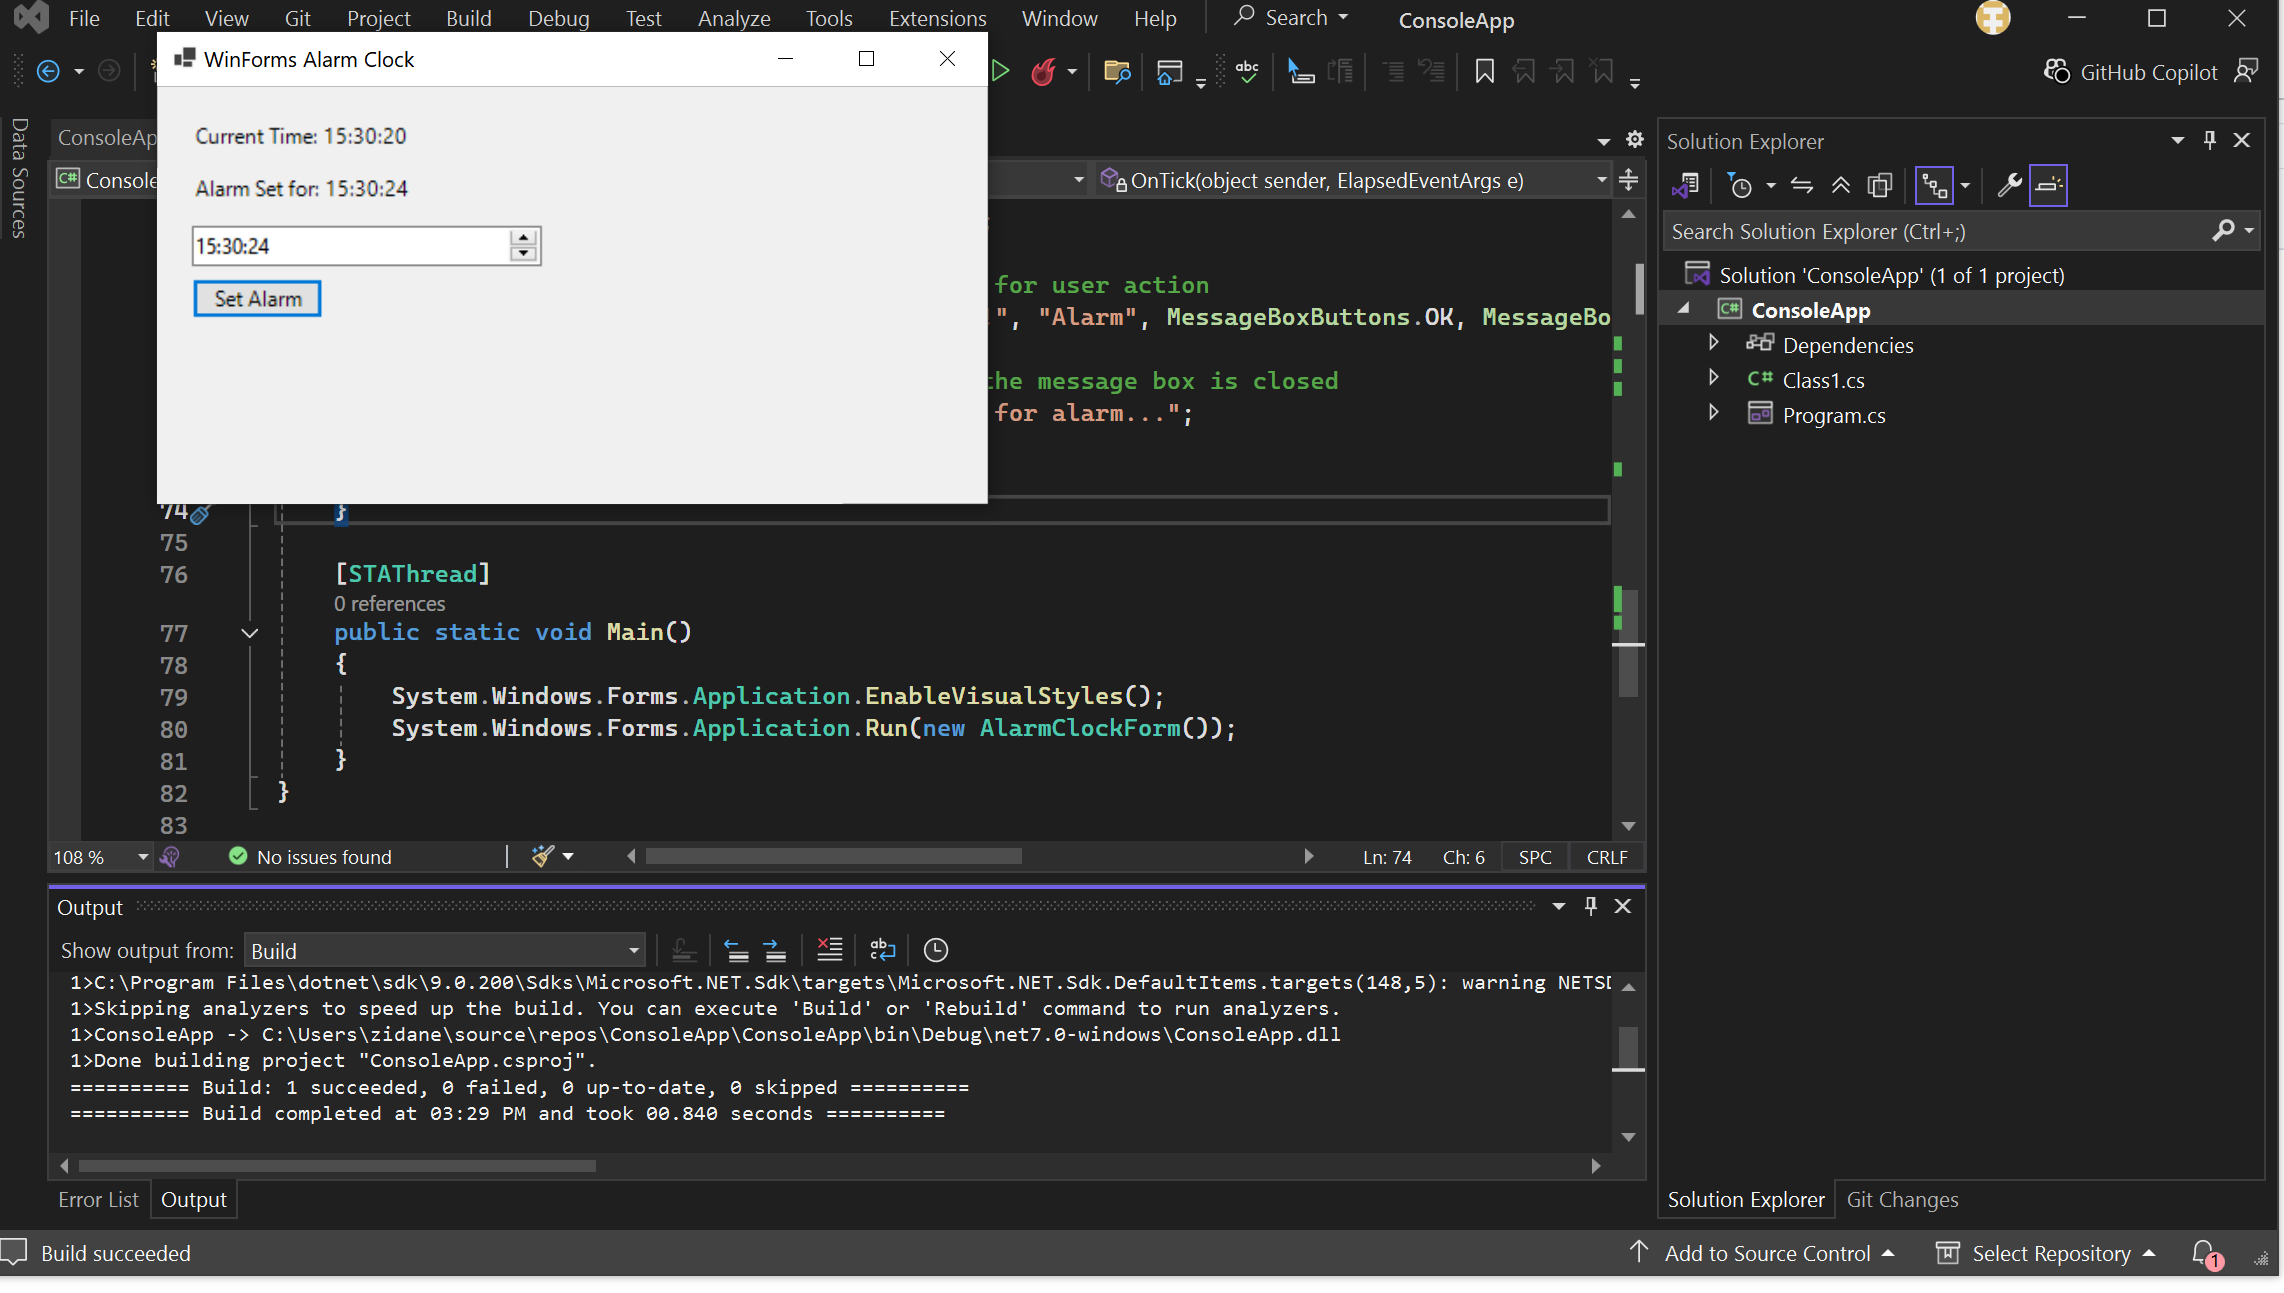 File Edit View Git Project Build Debug Test Analyze Tools Extensions Window Help Search ConsoleApp
WinForms Alarm Clock
GitHub Copilot
Current Time: 15:30:20
Alarm Set for: 15:30:24
15:30:24
Set Alarm
Data Sources
ConsoleAp
Console
OnTick(object sender, ElapsedEventArgs e)
for user action
", "Alarm", MessageBoxButtons.OK, MessageBo
the message box is closed
for alarm...";
74 }
75
76 [STAThread]
0 references
77 public static void Main()
78 {
79 System.Windows.Forms.Application.EnableVisualStyles();
80 System.Windows.Forms.Application.Run(new AlarmClockForm());
81 }
82 }
83
108 % No issues found Ln: 74 Ch: 6 SPC CRLF
Output
Show output from: Build
1>C:\Program Files\dotnet\sdk\9.0.200\Sdks\Microsoft.NET.Sdk\targets\Microsoft.NET.Sdk.DefaultItems.targets(148,5): warning NETSD
1>Skipping analyzers to speed up the build. You can execute 'Build' or 'Rebuild' command to run analyzers.
1>ConsoleApp -> C:\Users\zidane\source\repos\ConsoleApp\ConsoleApp\bin\Debug\net7.0-windows\ConsoleApp.dll
1>Done building project "ConsoleApp.csproj".
========== Build: 1 succeeded, 0 failed, 0 up-to-date, 0 skipped ==========
========== Build completed at 03:29 PM and took 00.840 seconds ==========
Error List Output
Solution Explorer
Search Solution Explorer (Ctrl+;)
Solution 'ConsoleApp' (1 of 1 project)
C# ConsoleApp
Dependencies
C# Class1.cs
Program.cs
Solution Explorer Git Changes
Build succeeded
Add to Source Control Select Repository 1